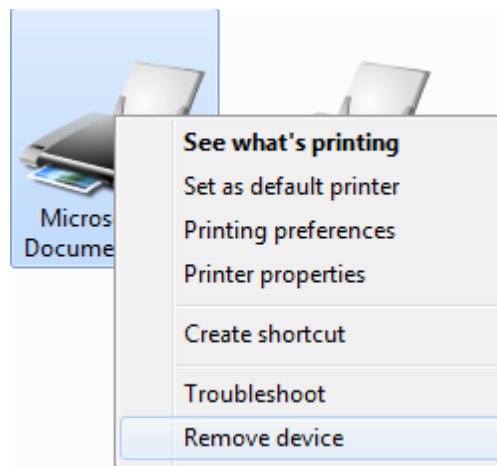 See what's printing
Set as default printer
Micros
Printing preferences
Docume
Printer properties
Create shortcut
Troubleshoot
Remove device